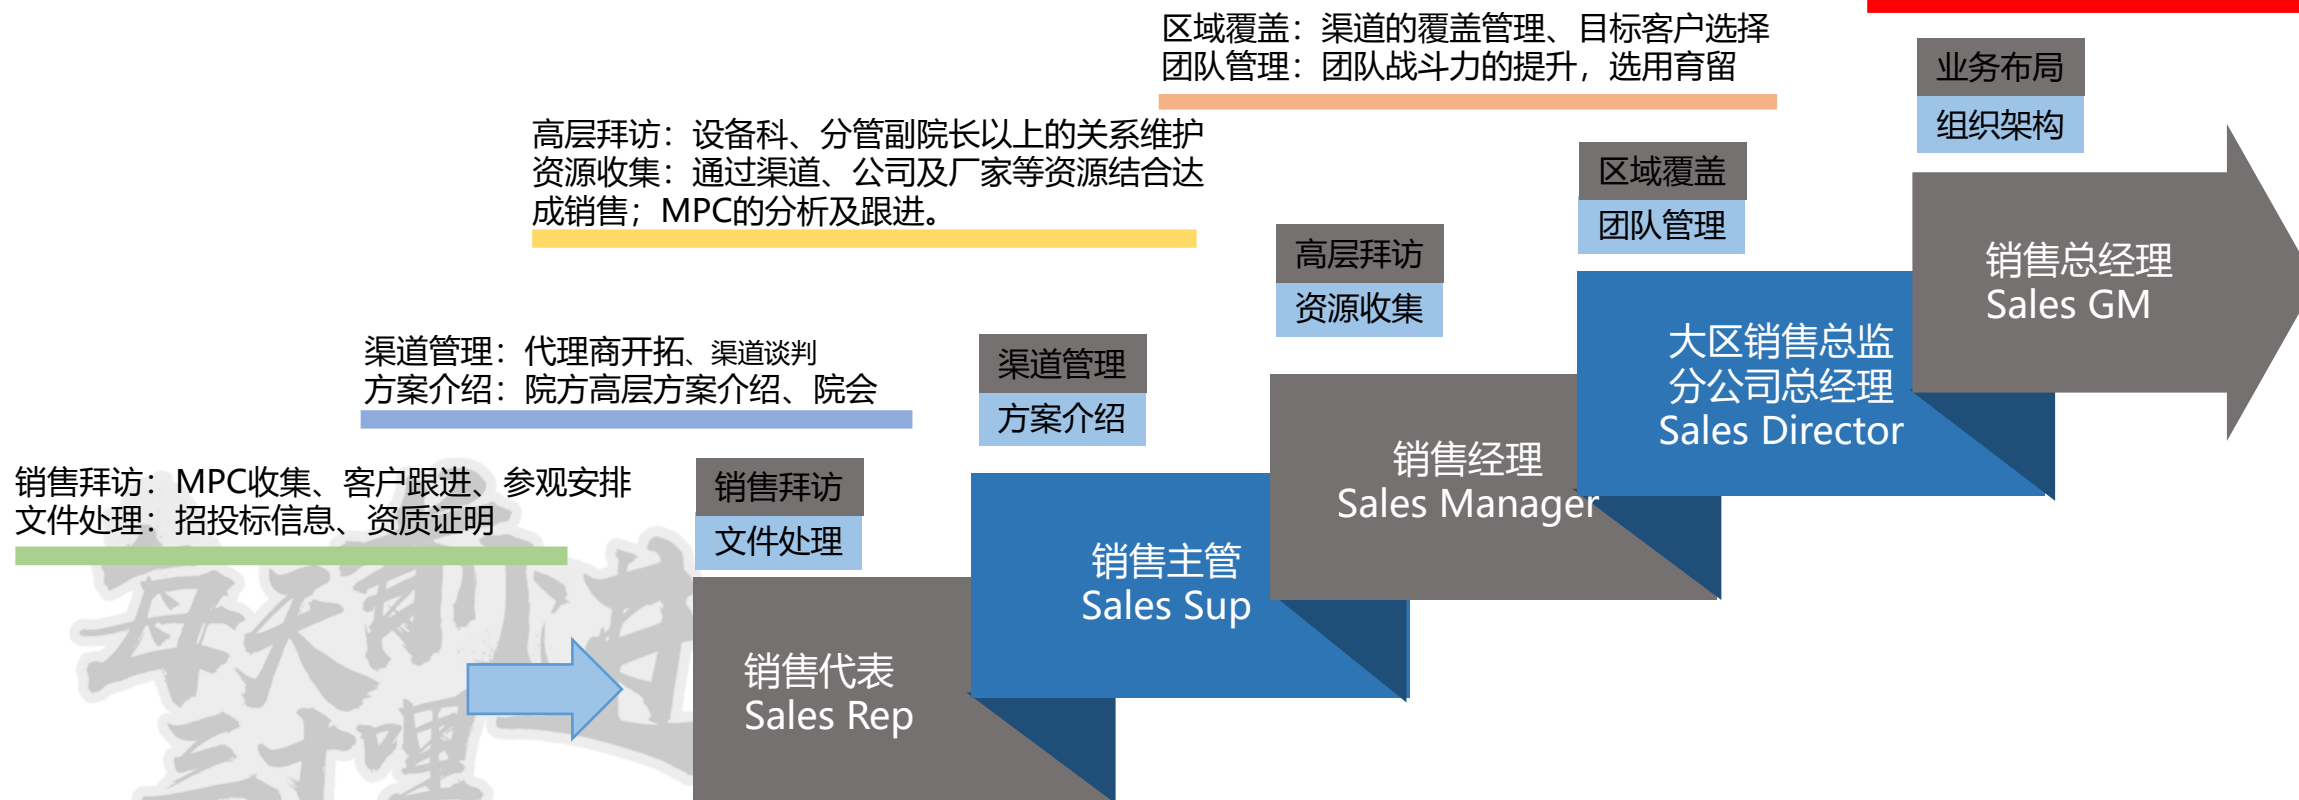 区域覆盖：渠道的覆盖管理、目标客户选择
团队管理：团队战斗力的提升，选用育留
业务布局
组织架构
高层拜访：设备科、分管副院长以上的关系维护
资源收集：通过渠道、公司及厂家等资源结合达
成销售；MPC的分析及跟进。
区域覆盖
团队管理
高层拜访
资源收集
销售总经理
Sales GM
渠道管理：代理商开拓、渠道谈判
方案介绍：院方高层方案介绍、院会
渠道管理
方案介绍
大区销售总监
分公司总经理
Sales Director
销售拜访：MPC收集、客户跟进、参观安排
文件处理：招投标信息、资质证明
销售拜访
文件处理
销售经理
Sales Manager
销售主管
Sales Sup
销售代表
Sales Rep
每天前进
三十哩